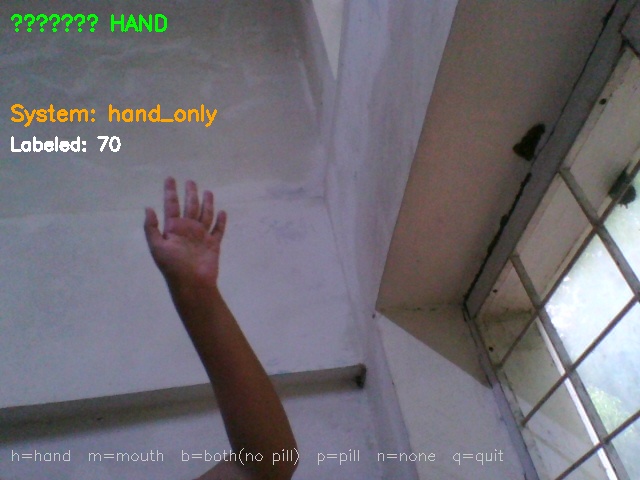 ??????? HAND
System: hand_only
Labeled: 70
h=hand m=mouth b=both(no pill) p=pill n=none q=quit